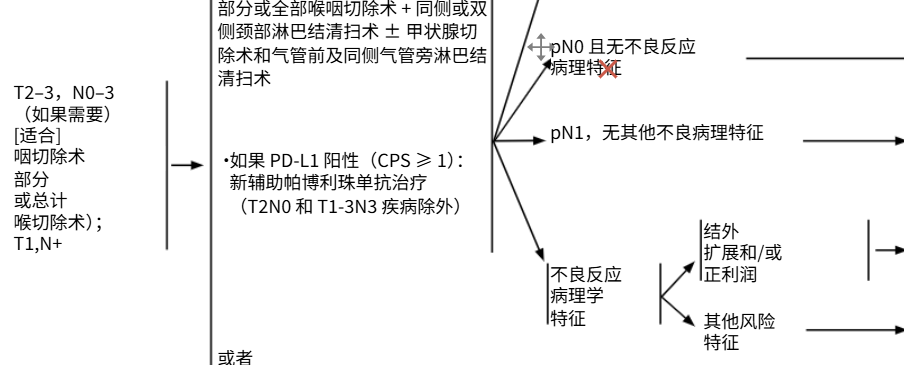 T2–3，N0–3
（如果需要）
[适合]
咽切除术
部分
或总计
喉切除术）；
T1,N+
部分或全部喉咽切除术 + 同侧或双
侧颈部淋巴结清扫术 ± 甲状腺切
除术和气管前及同侧气管旁淋巴结
清扫术
•如果 PD-L1 阳性（CPS ⩾ 1）：
新辅助帕博利珠单抗治疗
（T2N0 和 T1-3N3 疾病除外）
或者
pN0 且无不良反应
病理特征
pN1，无其他不良病理特征
不良反应
病理学
特征
结外
扩展和/或
正利润
其他风险
特征